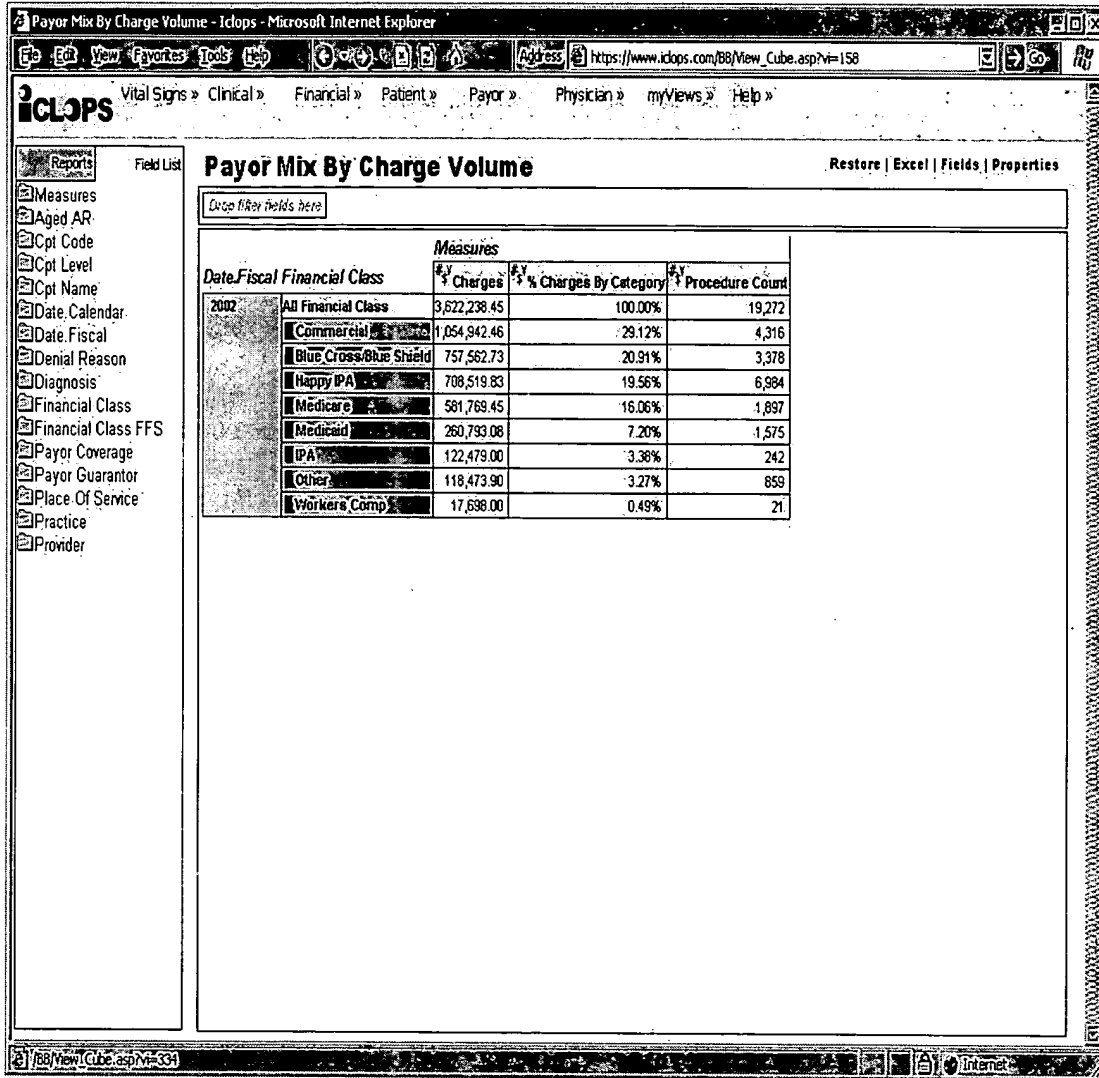 Payor Mix By Charge Volume - Iclops - Microsoft Internet Explorer
File Edit View Favorites Tools Help Address https://www.iclops.com/BB/View_Cube.asp?vi=158 Go
iCLOPS Vital Signs » Clinical » Financial » Patient » Payor » Physician » myViews » Help »
Reports Field List
Measures
Aged AR
Cpt Code
Cpt Level
Cpt Name
Date.Calendar
Date.Fiscal
Denial Reason
Diagnosis
Financial Class
Financial Class FFS
Payor Coverage
Payor Guarantor
Place Of Service
Practice
Provider
Payor Mix By Charge Volume Restore | Excel | Fields | Properties
Drop filter fields here
Measures
Date.Fiscal Financial Class Charges % Charges By Category Procedure Count
2002 All Financial Class 3,622,238.45 100.00% 19,272
Commercial 1,054,942.46 29.12% 4,316
Blue Cross/Blue Shield 757,562.73 20.91% 3,378
Happy IPA 708,519.83 19.56% 6,984
Medicare 581,769.45 16.06% 1,897
Medicaid 260,793.08 7.20% 1,575
IPA 122,479.00 3.38% 242
Other 118,473.90 3.27% 859
Workers Comp 17,698.00 0.49% 21
/BB/View_Cube.asp?vi=334 Internet